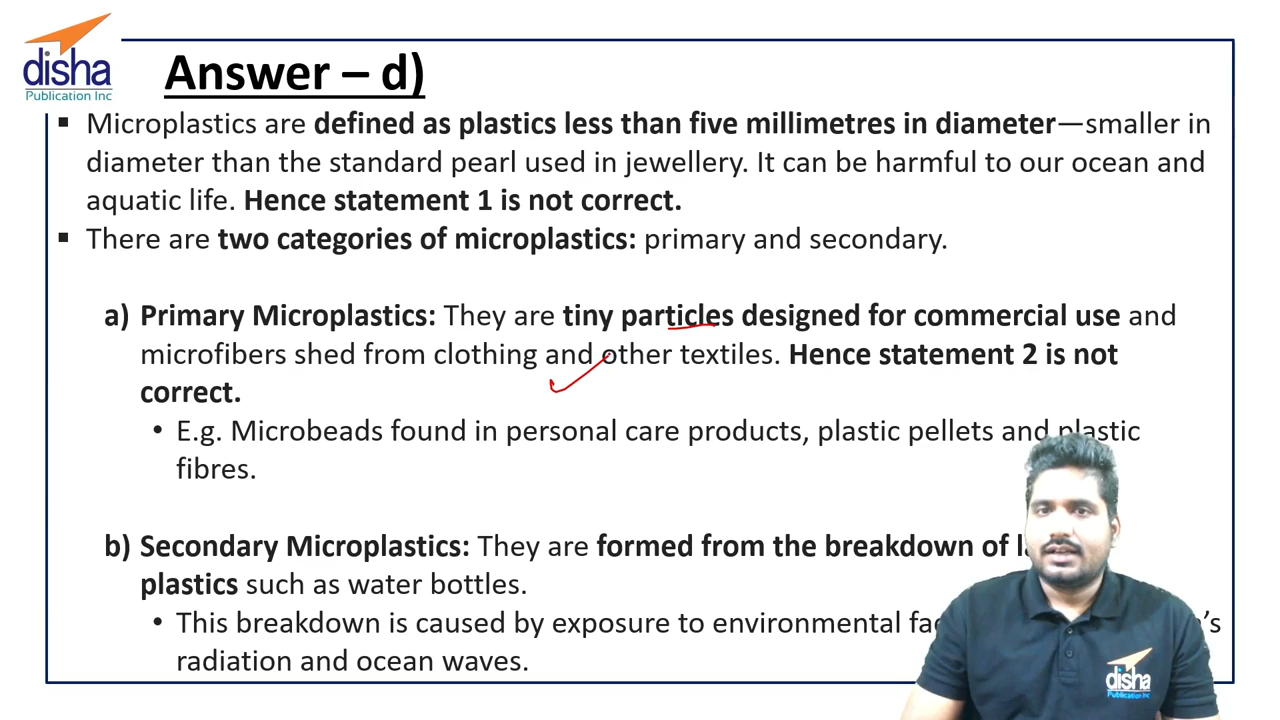 disha
Publication Inc
Answer – d)
▪ Microplastics are defined as plastics less than five millimetres in diameter—smaller in
diameter than the standard pearl used in jewellery. It can be harmful to our ocean and
aquatic life. Hence statement 1 is not correct.
▪ There are two categories of microplastics: primary and secondary.
a) Primary Microplastics: They are tiny particles designed for commercial use and
microfibers shed from clothing and other textiles. Hence statement 2 is not
correct.
• E.g. Microbeads found in personal care products, plastic pellets and plastic
fibres.
b) Secondary Microplastics: They are formed from the breakdown of
plastics such as water bottles.
• This breakdown is caused by exposure to environmental
radiation and ocean waves.
disha
Publication Inc